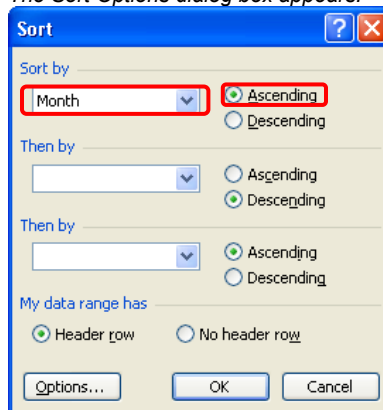 The Sort Options dialog box appears.
Sort
Sort by
Month
Ascending
Descending
Then by
Ascending
Descending
Then by
Ascending
Descending
My data range has
Header row
No header row
Options...
OK
Cancel